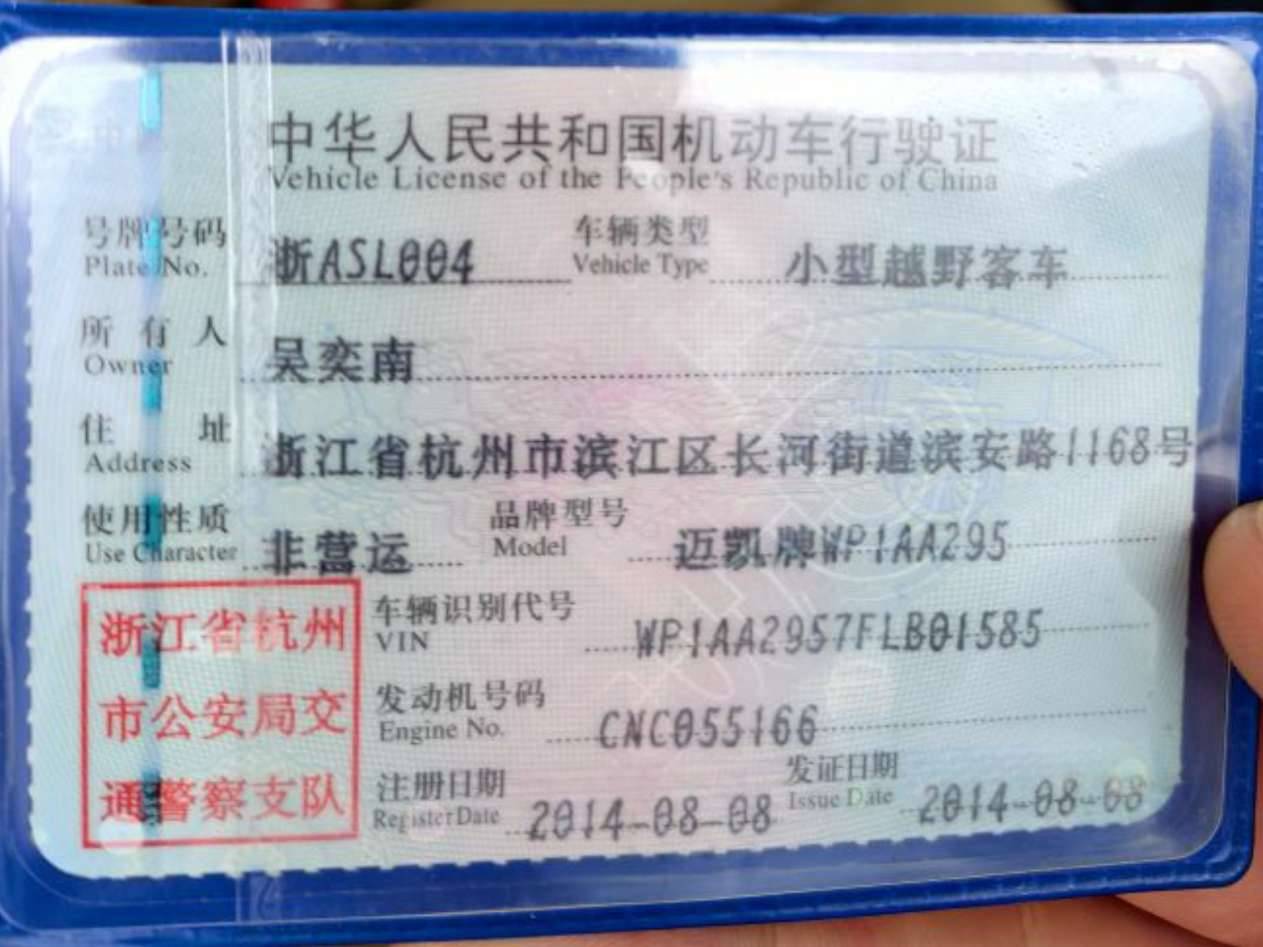 中华人民共和国机动车行驶证
Vehicle License of the People's Republic of China
号牌号码 浙ASL004 车辆类型 小型越野客车
Plate No. Vehicle Type
所有人 吴奕南
Owner
住址 浙江省杭州市滨江区长河街道滨安路1168号
Address
使用性质 非营运 品牌型号 迈凯牌WP1AA295
Use Character Model
浙江省杭州
市公安局交
通警察支队
车辆识别代号 WP1AA2957FLB01585
VIN
发动机号码 CNC055166
Engine No.
注册日期 2014-08-08 发证日期 2014-08-08
Register Date Issue Date